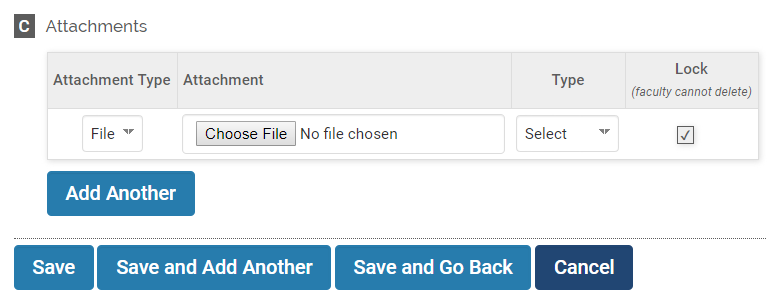 C Attachments
Attachment Type Attachment Type Lock
(faculty cannot delete)
File Choose File No file chosen Select
Add Another
Save Save and Add Another Save and Go Back Cancel